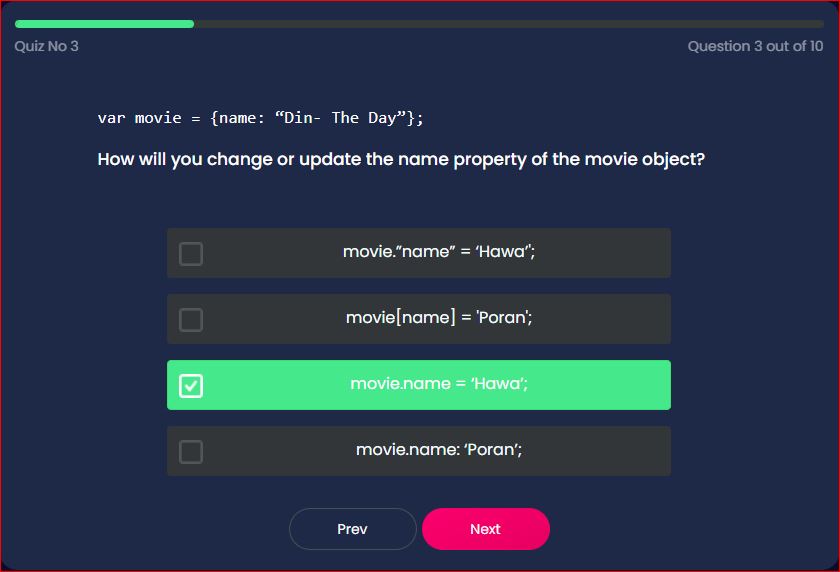 Quiz No 3
Question 3 out of 10
var movie = {name: “Din- The Day”};
How will you change or update the name property of the movie object?
movie.”name” = ‘Hawa’';
movie[name] = 'Poran';
movie.name = ‘Hawa’;
movie.name: ‘Poran’;
Prev
Next